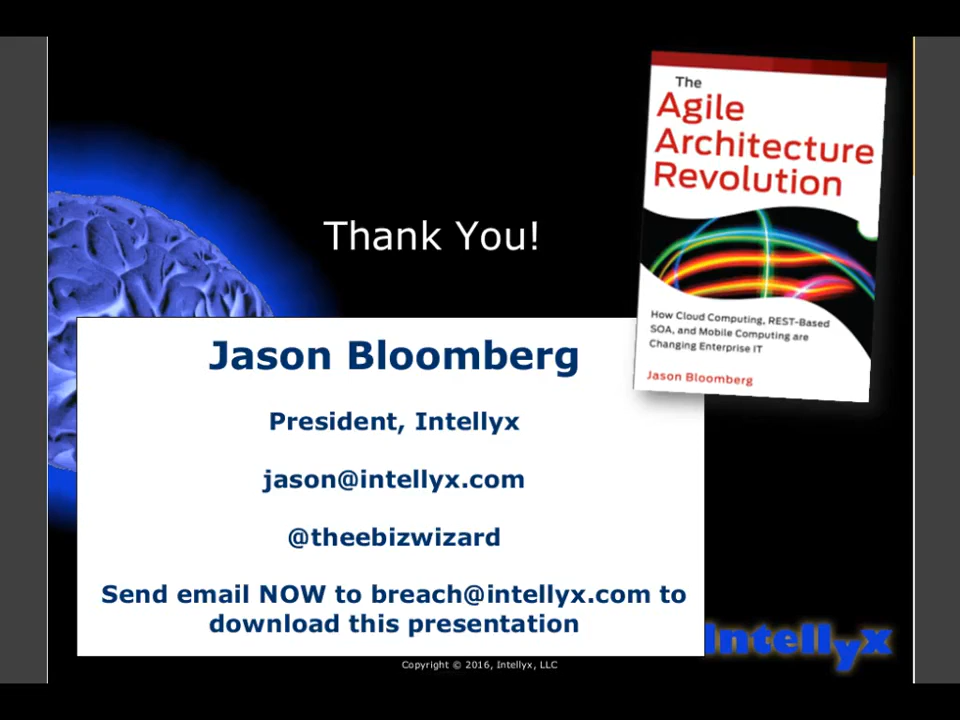 The
Agile
Architecture
Revolution
Thank You!
How Cloud Computing, REST-Based
SOA, and Mobile Computing are
Changing Enterprise IT
Jason Bloomberg
Jason Bloomberg
President, Intellyx
jason@intellyx.com
@theebizwizard
Send email NOW to breach@intellyx.com to
download this presentation
Intellyx
Copyright © 2016, Intellyx, LLC